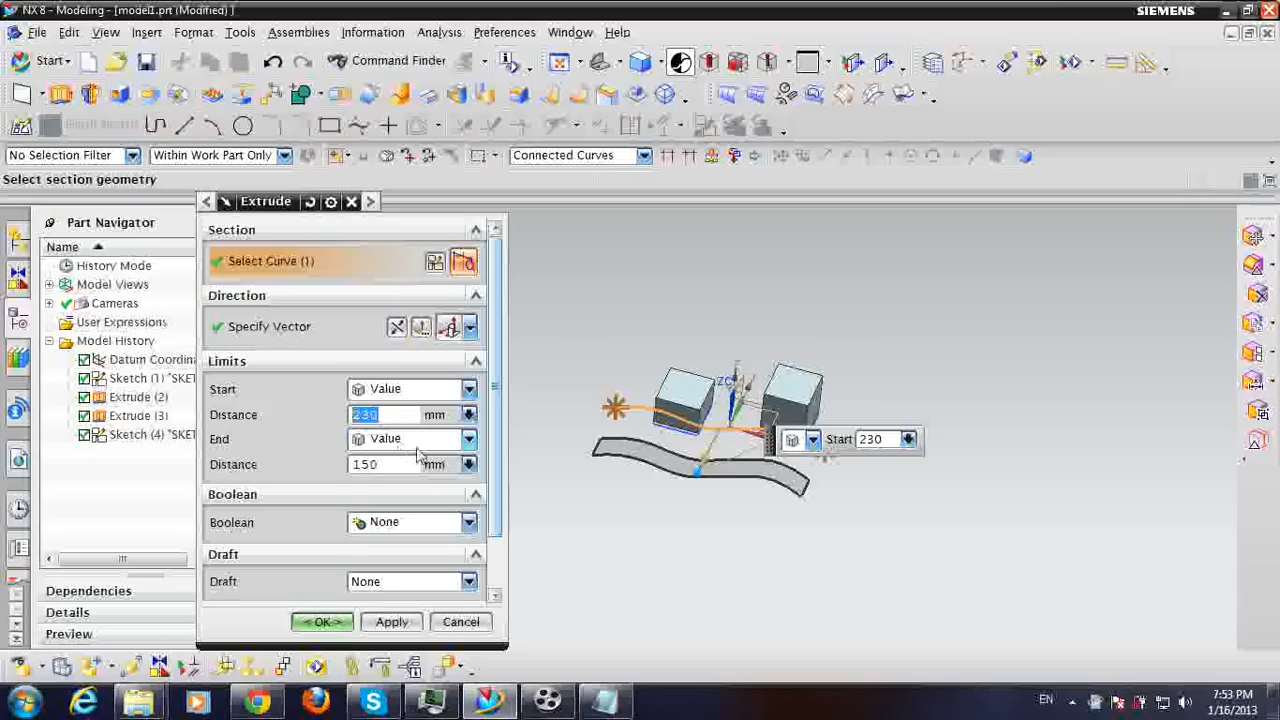 NX 8 - Modeling - [model1.prt (Modified) ]
SIEMENS
File Edit View Insert Format Tools Assemblies Information Analysis Preferences Window Help
Start
Command Finder
No Selection Filter
Within Work Part Only
Connected Curves
Select section geometry
Part Navigator
Name
History Mode
Model Views
Cameras
User Expressions
Model History
Datum Coordina
Sketch (1) "SKET
Extrude (2)
Extrude (3)
Sketch (4) "SKET
Dependencies
Details
Preview
Extrude
Section
Select Curve (1)
Direction
Specify Vector
Limits
Start Value
Distance 230 mm
End Value
Distance 150 mm
Boolean
Boolean None
Draft
Draft None
< OK > Apply Cancel
ZC
Start 230
EN
7:53 PM
1/16/2013